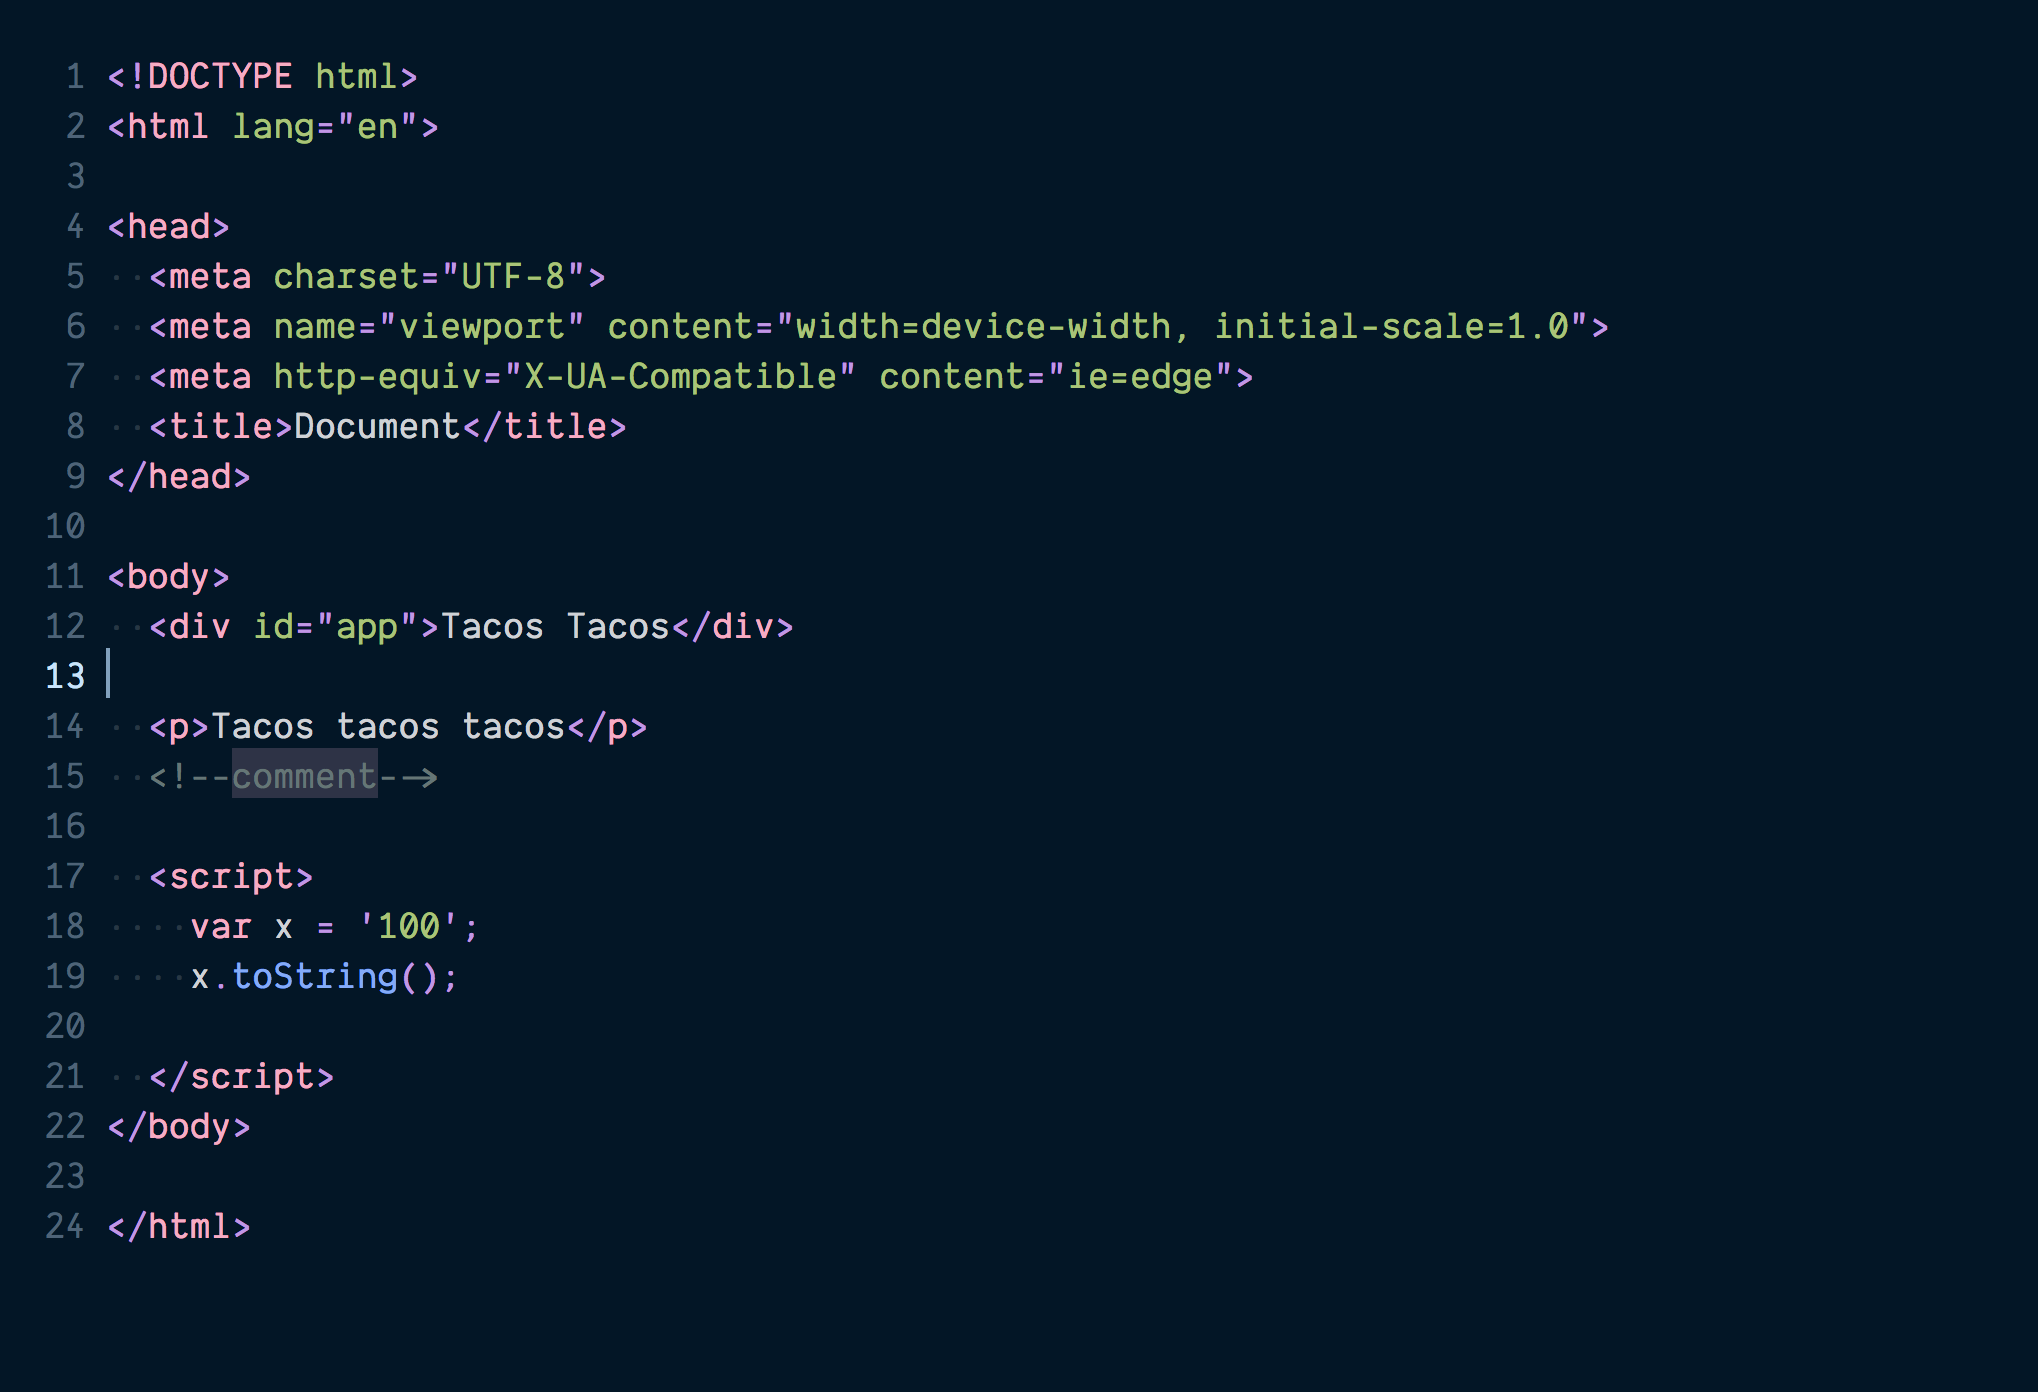 1 <!DOCTYPE html>
2 <html lang="en">
3
4 <head>
5   <meta charset="UTF-8">
6   <meta name="viewport" content="width=device-width, initial-scale=1.0">
7   <meta http-equiv="X-UA-Compatible" content="ie=edge">
8   <title>Document</title>
9 </head>
10
11 <body>
12   <div id="app">Tacos Tacos</div>
13
14   <p>Tacos tacos tacos</p>
15   <!--comment-->
16
17   <script>
18     var x = '100';
19     x.toString();
20
21   </script>
22 </body>
23
24 </html>